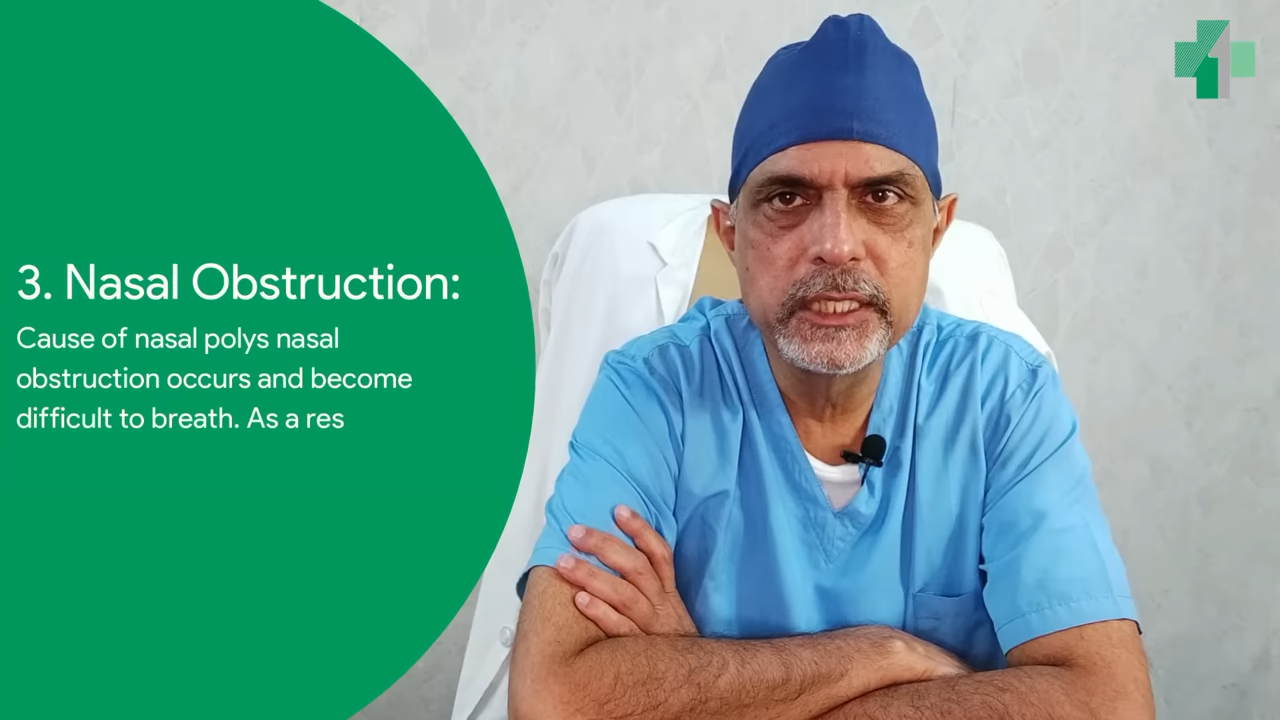 3. Nasal Obstruction:
Cause of nasal polys nasal
obstruction occurs and become
difficult to breath. As a res